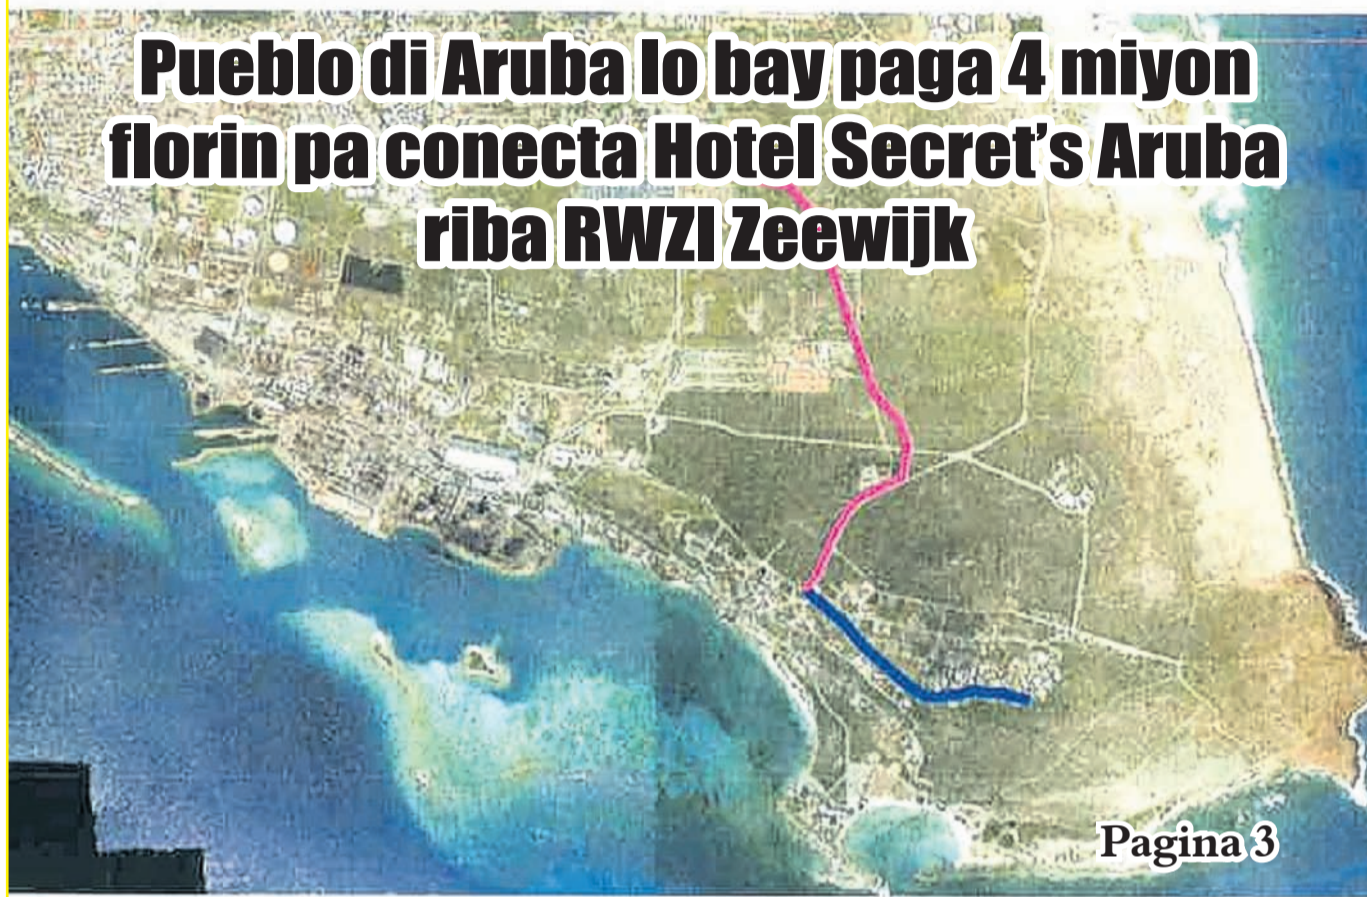 Pueblo di Aruba lo bay paga 4 miyon
florin pa conecta Hotel Secret's Aruba
riba RWZI Zeewijk
Pagina 3